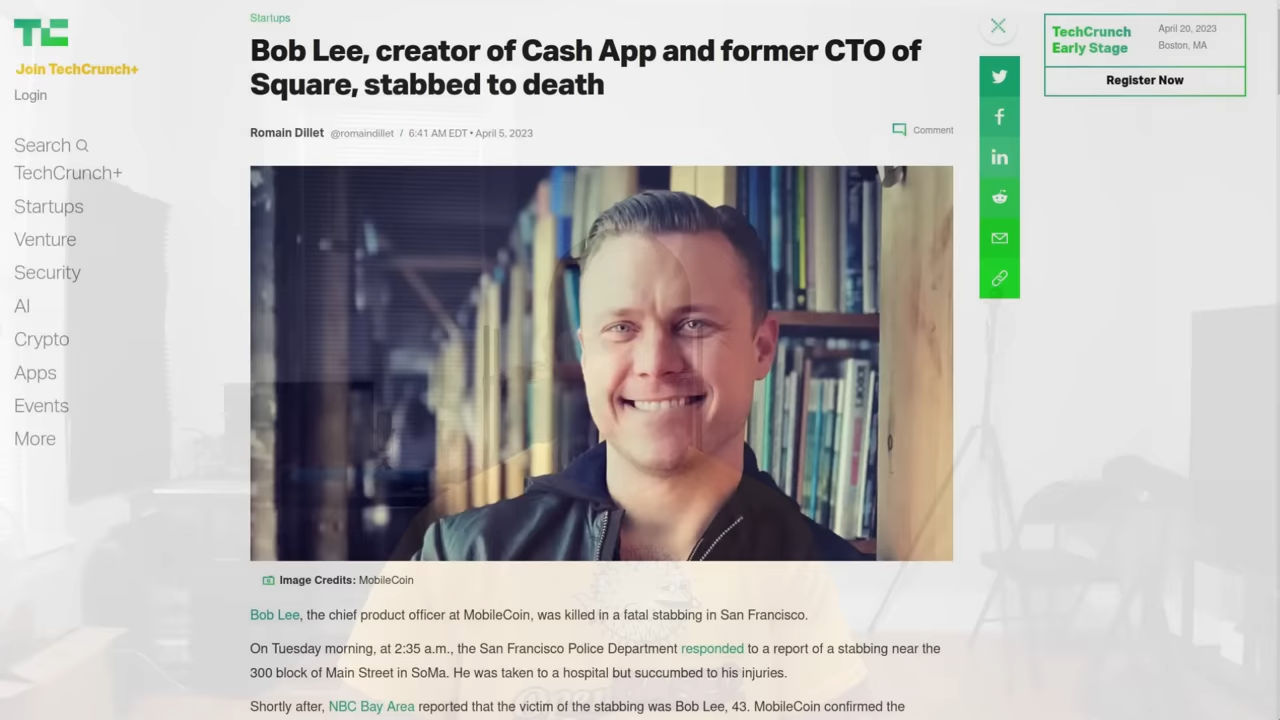 TC
Join TechCrunch+
Login
Search
TechCrunch+
Startups
Venture
Security
AI
Crypto
Apps
Events
More
Startups
Bob Lee, creator of Cash App and former CTO of
Square, stabbed to death
Romain Dillet @romaindillet / 6:41 AM EDT • April 5, 2023
Comment
Image Credits: MobileCoin
Bob Lee, the chief product officer at MobileCoin, was killed in a fatal stabbing in San Francisco.
On Tuesday morning, at 2:35 a.m., the San Francisco Police Department responded to a report of a stabbing near the
300 block of Main Street in SoMa. He was taken to a hospital but succumbed to his injuries.
Shortly after, NBC Bay Area reported that the victim of the stabbing was Bob Lee, 43. MobileCoin confirmed the
TechCrunch
Early Stage
April 20, 2023
Boston, MA
Register Now